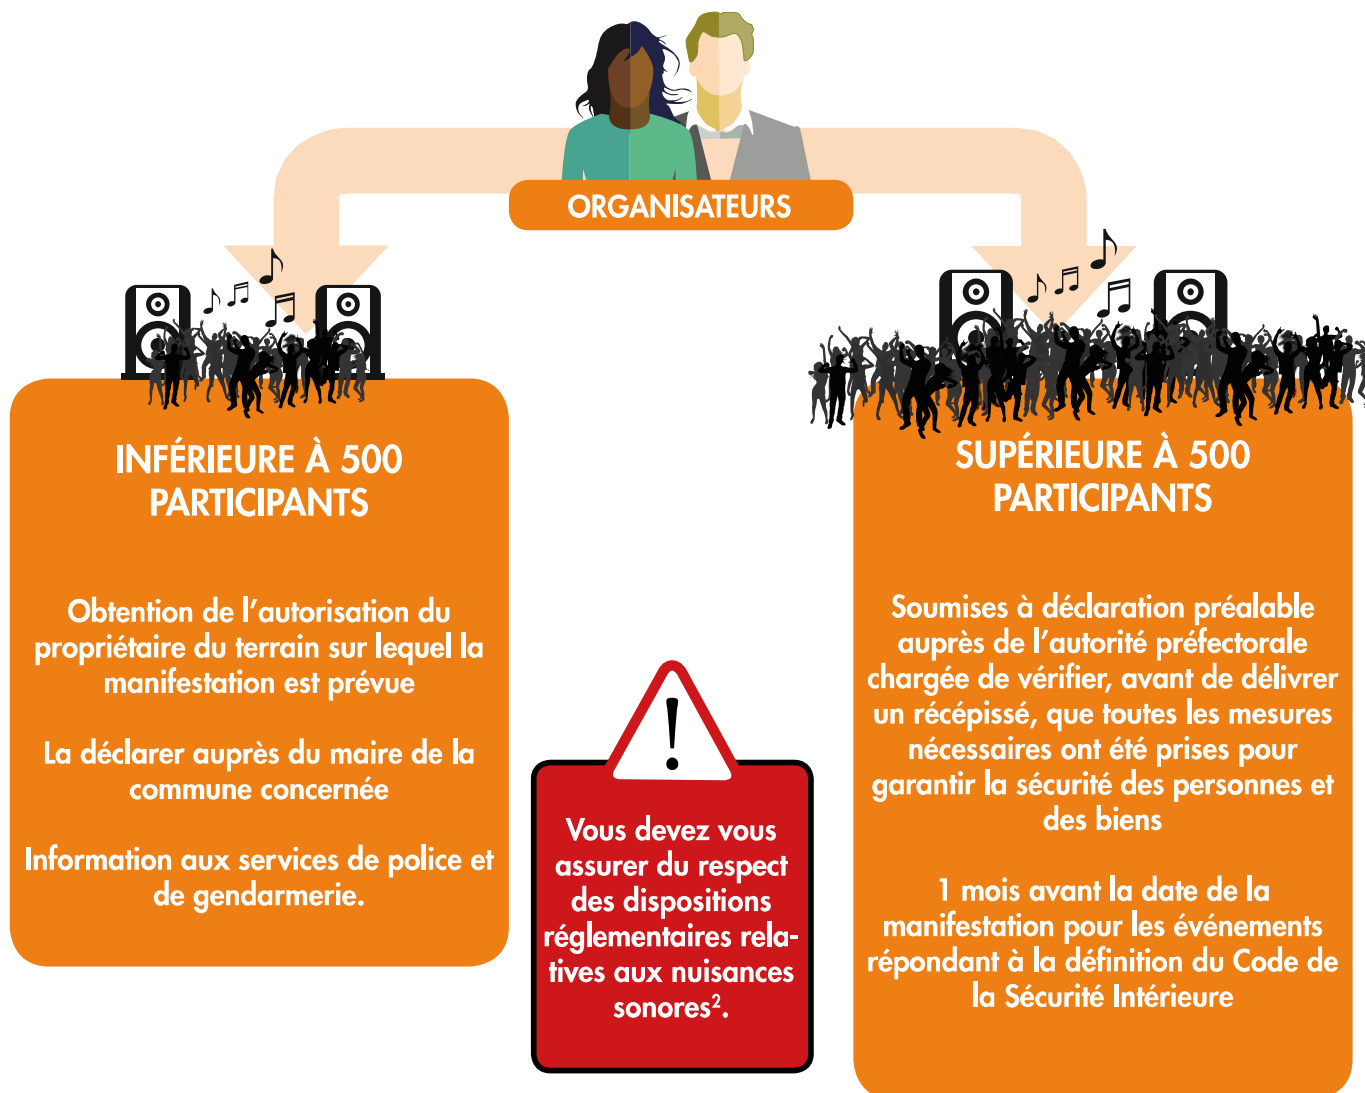 ORGANISATEURS
INFÉRIEURE À 500
PARTICIPANTS
Obtention de l’autorisation du
propriétaire du terrain sur lequel la
manifestation est prévue
La déclarer auprès du maire de la
commune concernée
Information aux services de police et
de gendarmerie.
!
Vous devez vous
assurer du respect
des dispositions
réglementaires rela-
tives aux nuisances
sonores².
SUPÉRIEURE À 500
PARTICIPANTS
Soumises à déclaration préalable
auprès de l’autorité préfectorale
chargée de vérifier, avant de délivrer
un récépissé, que toutes les mesures
nécessaires ont été prises pour
garantir la sécurité des personnes et
des biens
1 mois avant la date de la
manifestation pour les événements
répondant à la définition du Code de
la Sécurité Intérieure